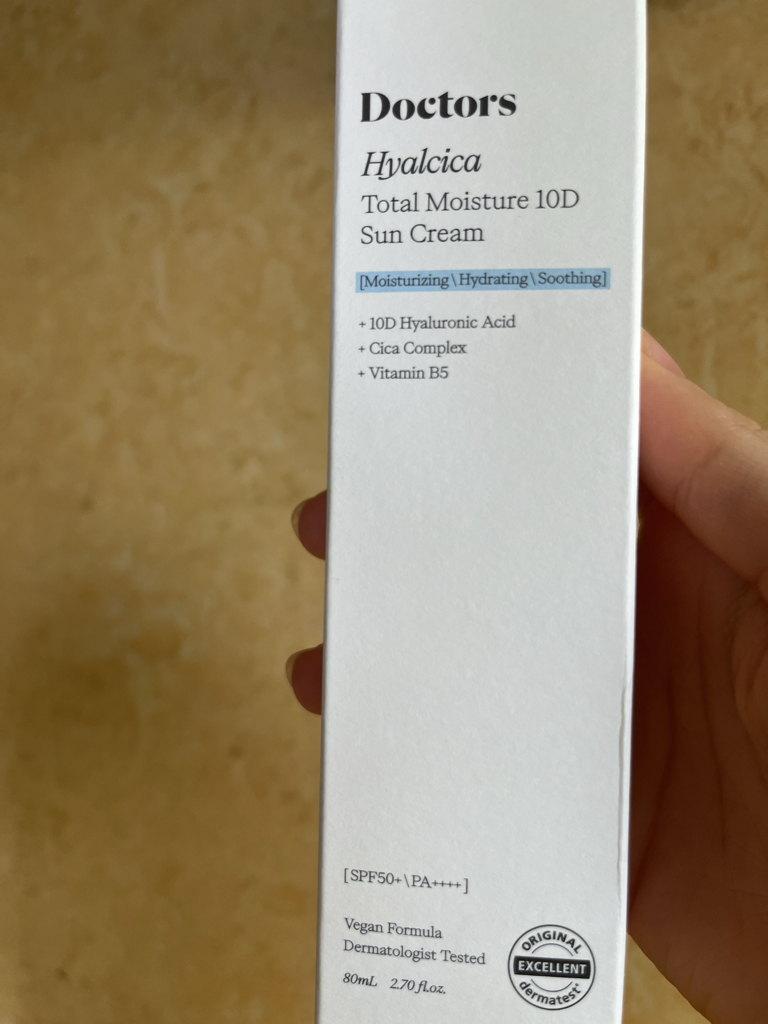 Doctors
Hyalcica
Total Moisture 10D
Sun Cream
[Moisturizing\Hydrating\Soothing]
+ 10D Hyaluronic Acid
+ Cica Complex
+ Vitamin B5
[SPF50+\PA++++]
Vegan Formula
Dermatologist Tested
80mL 2.70 fl.oz.
ORIGINAL
EXCELLENT
dermatest®